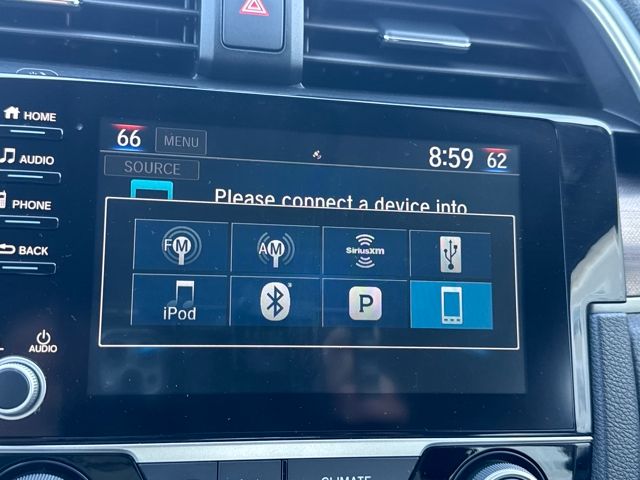 HOME
AUDIO
PHONE
BACK
AUDIO
66 MENU 8:59 62
SOURCE
Please connect a device into
FM AM SiriusXM
iPod P
CLIMATE